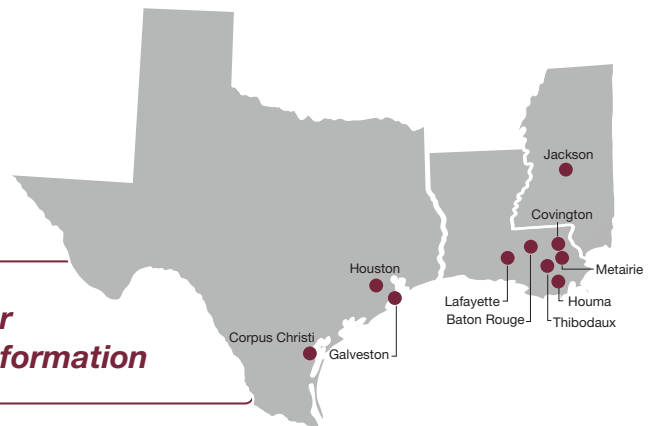 Jackson
Covington
Metairie
Houston
Lafayette
Houma
Baton Rouge
Thibodaux
Corpus Christi
Galveston
r
formation